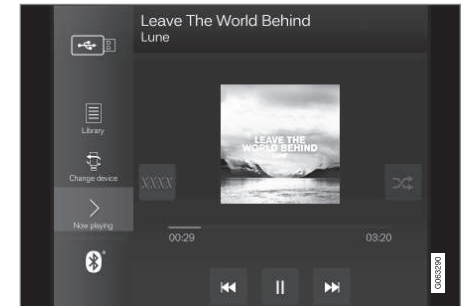 Leave The World Behind
Lune
Library
Change device
Now playing
LEAVE THE
WORLD BEHIND
LUNE
XXXX
00:29
03:20
G063290